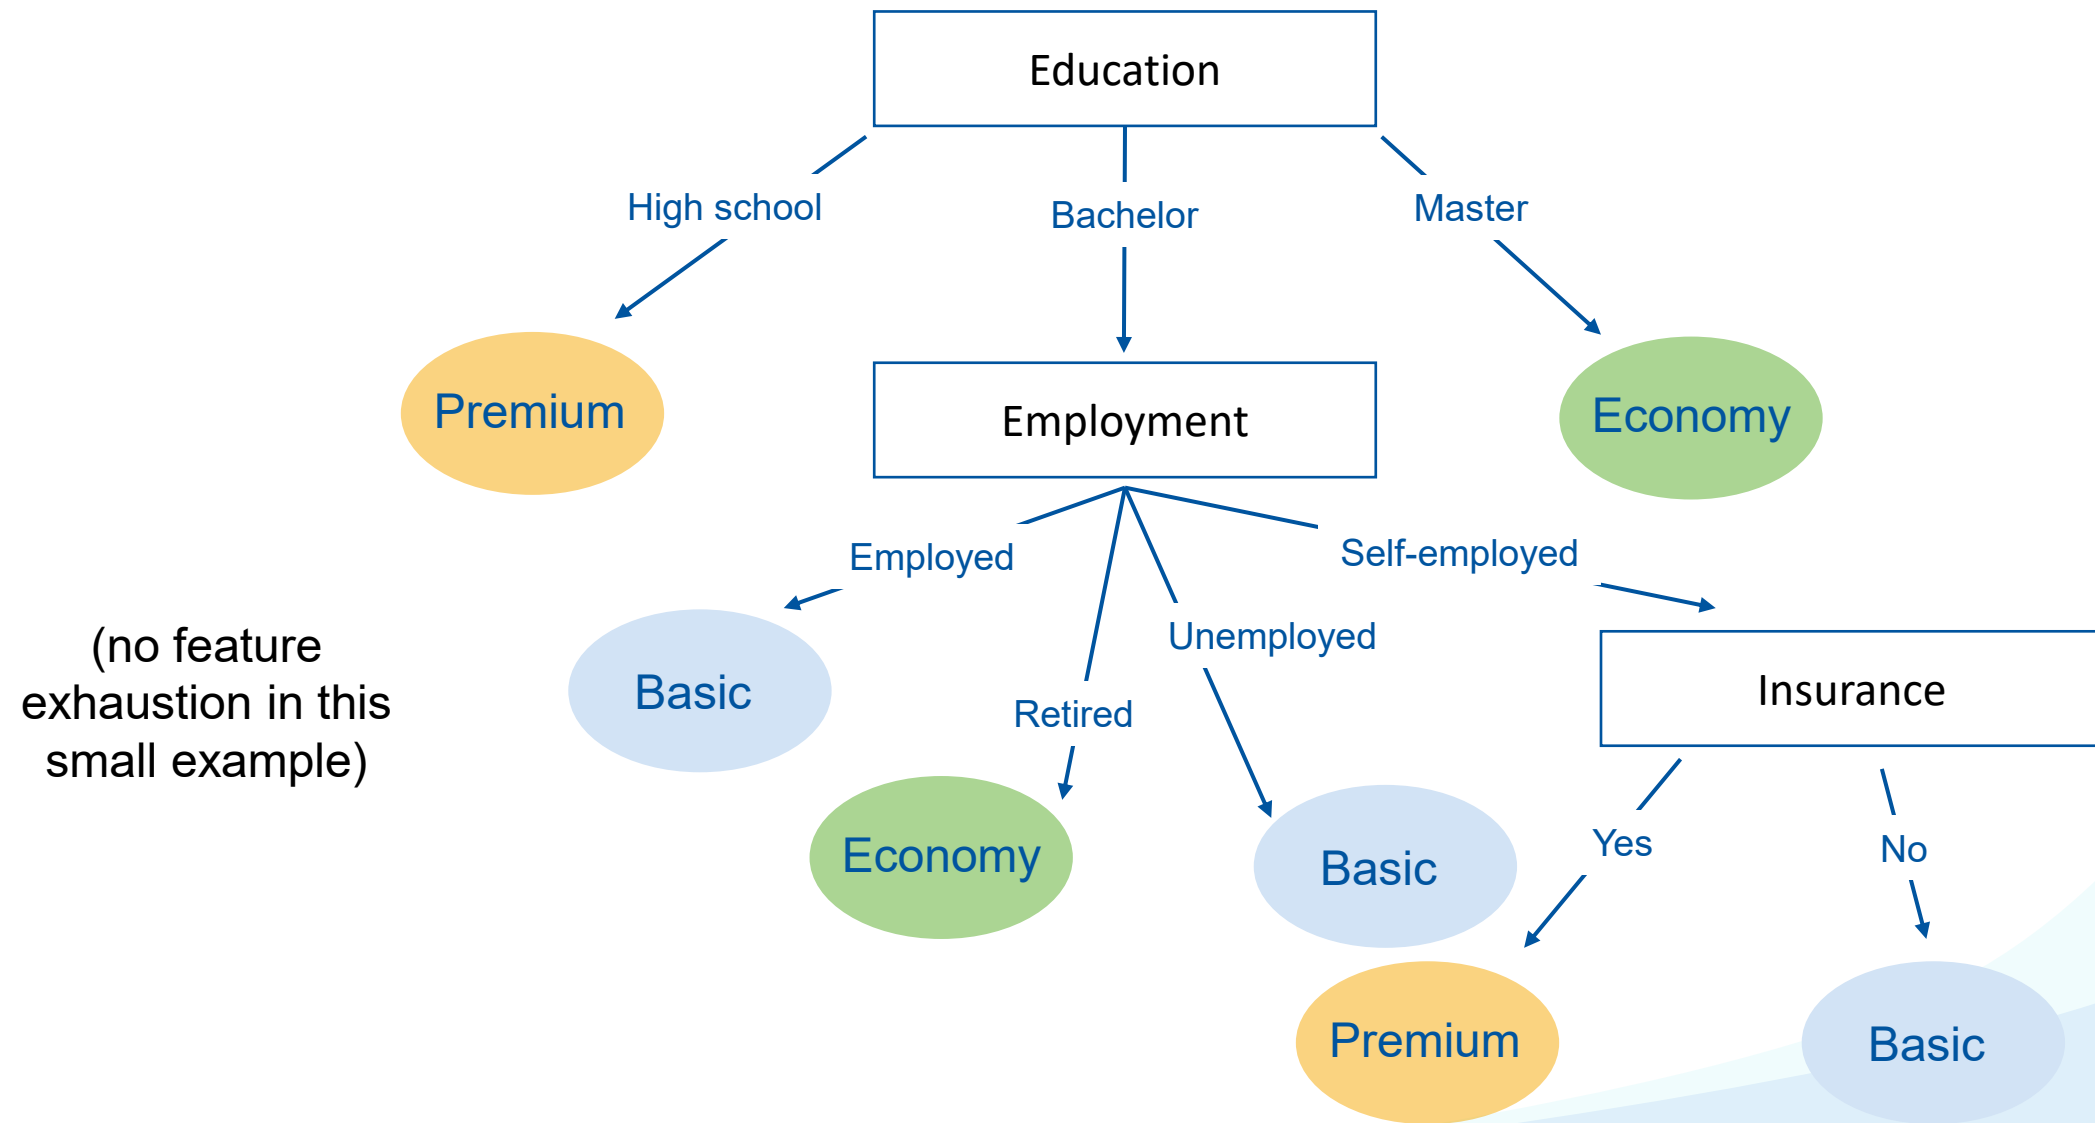 Education
High school
Bachelor
Master
Premium
Employment
Economy
Employed
Self-employed
Unemployed
(no feature
exhaustion in this
small example)
Basic
Retired
Insurance
Economy
Basic
Yes
No
Premium
Basic